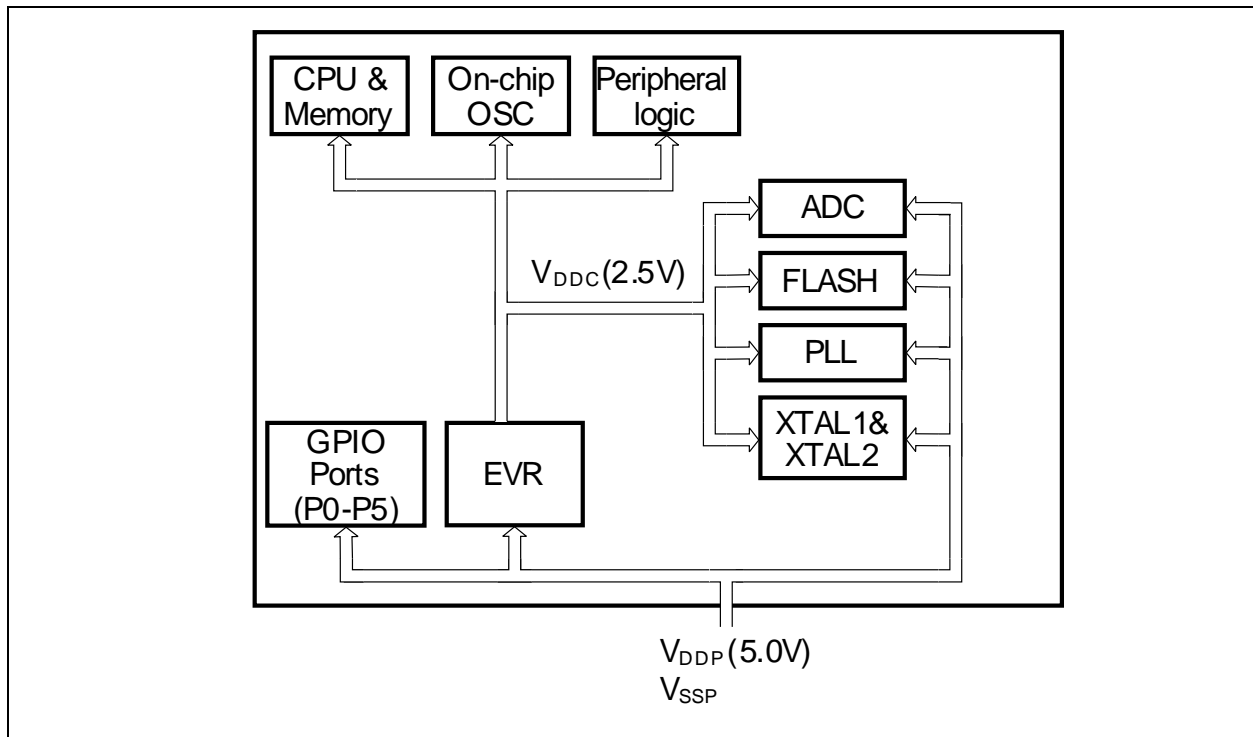 CPU &
Memory
On-chip
OSC
Peripheral
logic
ADC
VDDC(2.5V)
FLASH
PLL
XTAL1&
XTAL2
GPIO
Ports
(P0-P5)
EVR
VDDP(5.0V)
VSSP